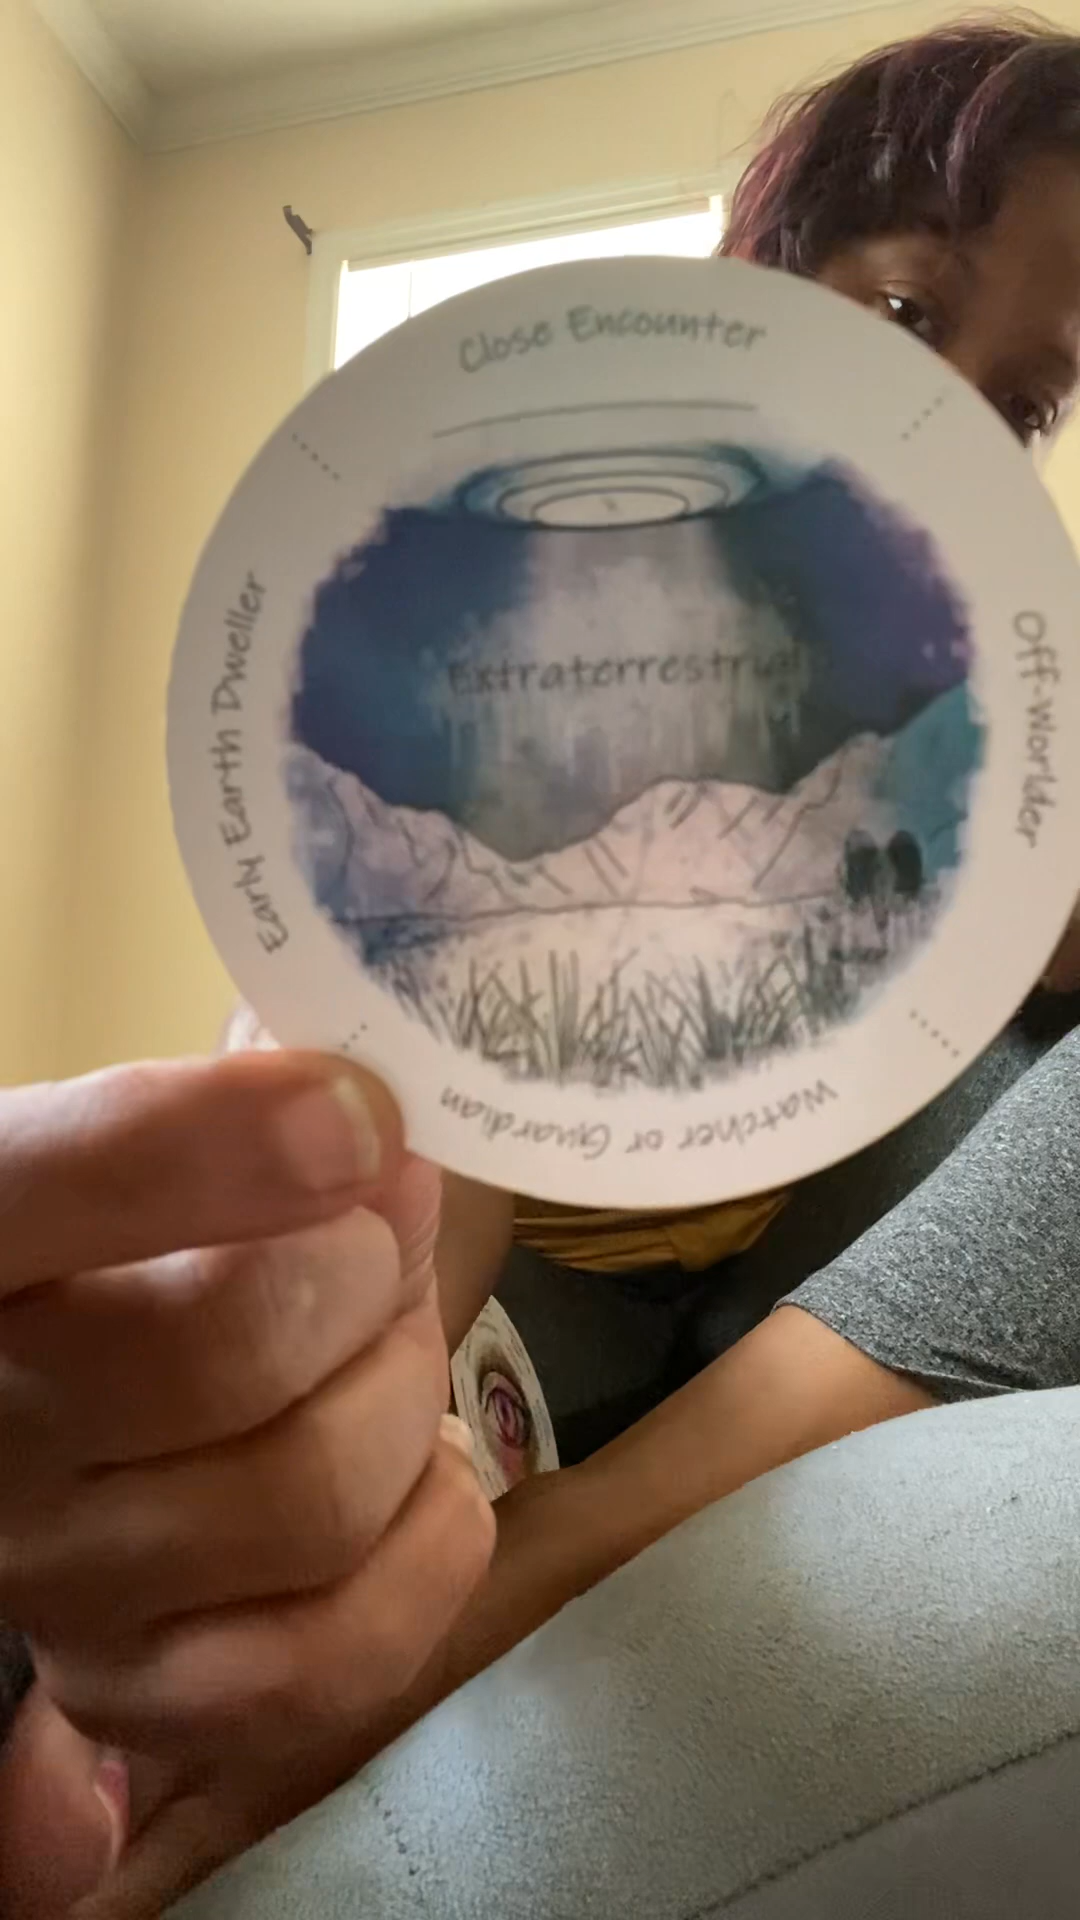 Close Encounter
Extraterrestrial
Off-Worlder
Watcher or Guardian
Early Earth Dweller